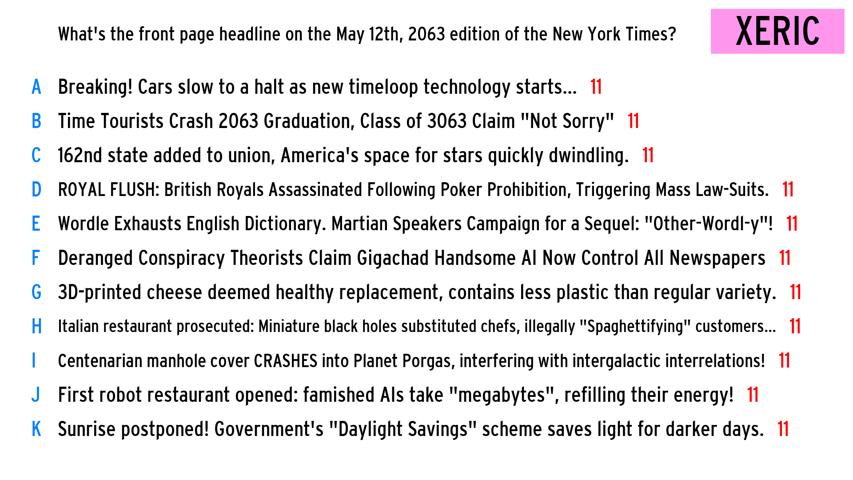 What's the front page headline on the May 12th, 2063 edition of the New York Times?
XERIC
A Breaking! Cars slow to a halt as new timeloop technology starts... 11
B Time Tourists Crash 2063 Graduation, Class of 3063 Claim "Not Sorry" 11
C 162nd state added to union, America's space for stars quickly dwindling. 11
D ROYAL FLUSH: British Royals Assassinated Following Poker Prohibition, Triggering Mass Law-Suits. 11
E Wordle Exhausts English Dictionary. Martian Speakers Campaign for a Sequel: "Other-Wordl-y"! 11
F Deranged Conspiracy Theorists Claim Gigachad Handsome AI Now Control All Newspapers 11
G 3D-printed cheese deemed healthy replacement, contains less plastic than regular variety. 11
H Italian restaurant prosecuted: Miniature black holes substituted chefs, illegally "Spaghettifying" customers... 11
I Centenarian manhole cover CRASHES into Planet Porgas, interfering with intergalactic interrelations! 11
J First robot restaurant opened: famished AIs take "megabytes", refilling their energy! 11
K Sunrise postponed! Government's "Daylight Savings" scheme saves light for darker days. 11